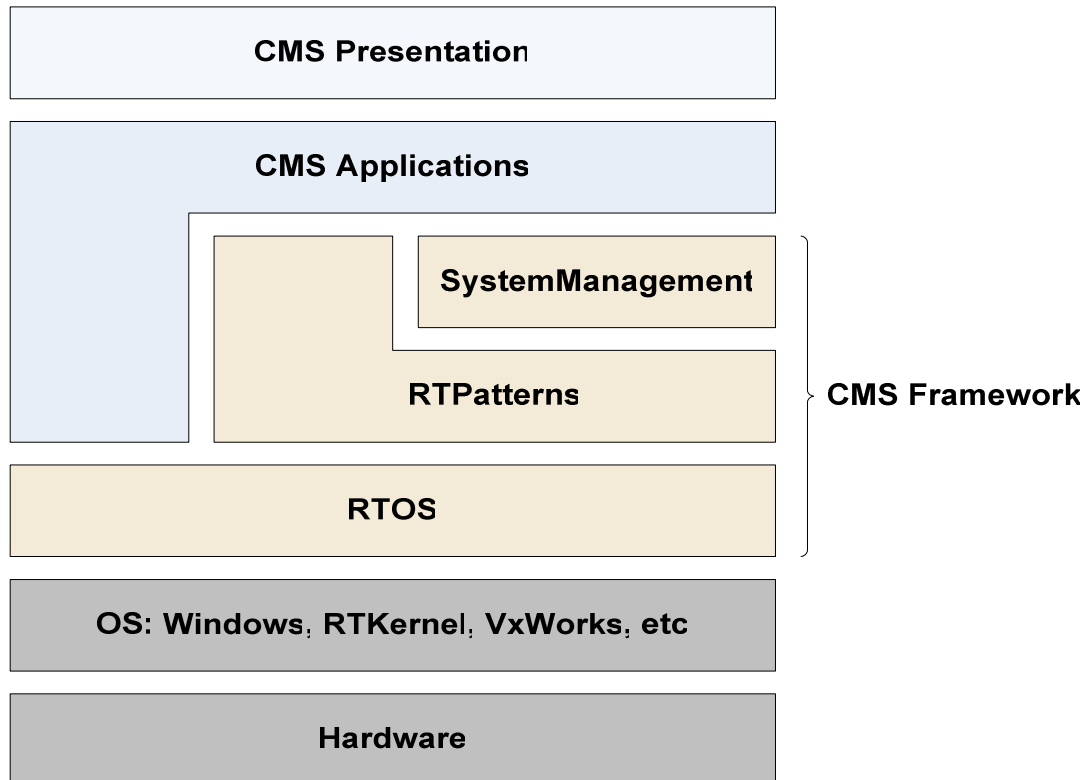 CMS Presentation
CMS Applications
SystemManagement
RTPatterns
CMS Framework
RTOS
OS: Windows, RTKernel, VxWorks, etc
Hardware